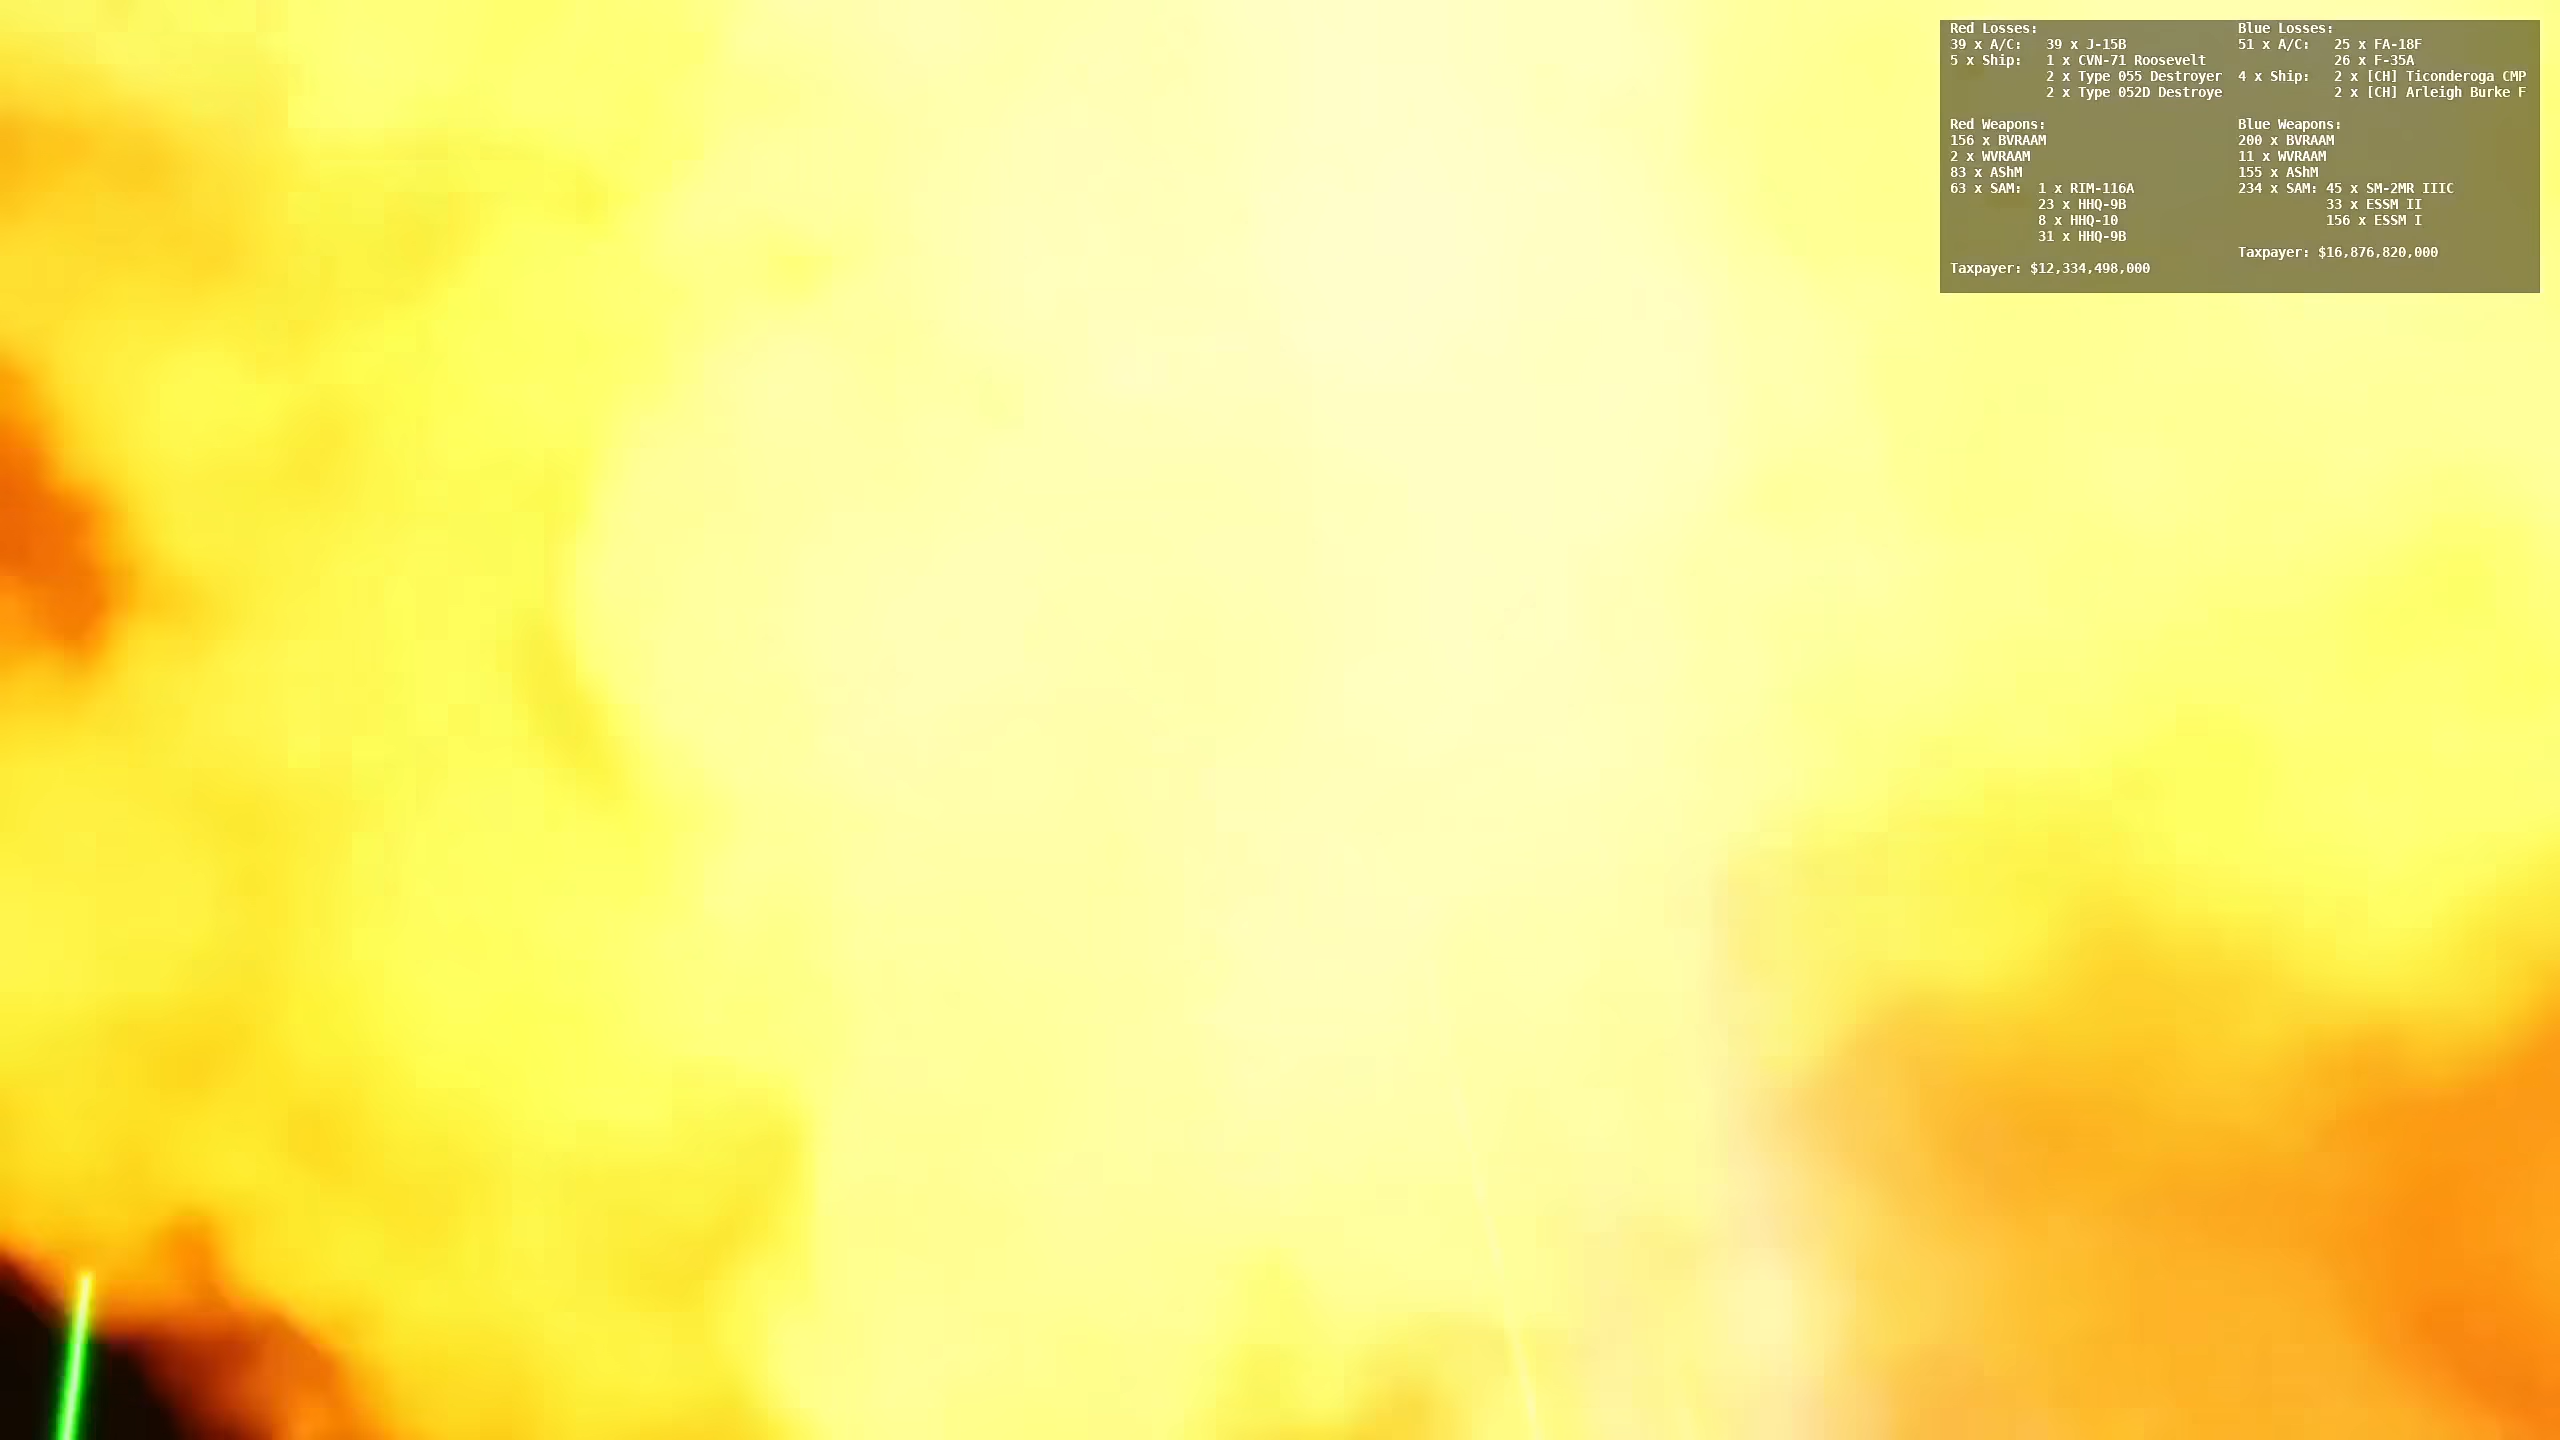 Red Losses:
39 x A/C: 39 x J-15B
5 x Ship: 1 x CVN-71 Roosevelt
2 x Type 055 Destroyer
2 x Type 052D Destroye
Red Weapons:
156 x BVRAAM
2 x WVRAAM
83 x AShM
63 x SAM: 1 x RIM-116A
23 x HHQ-9B
8 x HHQ-10
31 x HHQ-9B
Taxpayer: $12,334,498,000
Blue Losses:
51 x A/C: 25 x FA-18F
26 x F-35A
4 x Ship: 2 x [CH] Ticonderoga CMP
2 x [CH] Arleigh Burke F
Blue Weapons:
200 x BVRAAM
11 x WVRAAM
155 x AShM
234 x SAM: 45 x SM-2MR IIIC
33 x ESSM II
156 x ESSM I
Taxpayer: $16,876,820,000